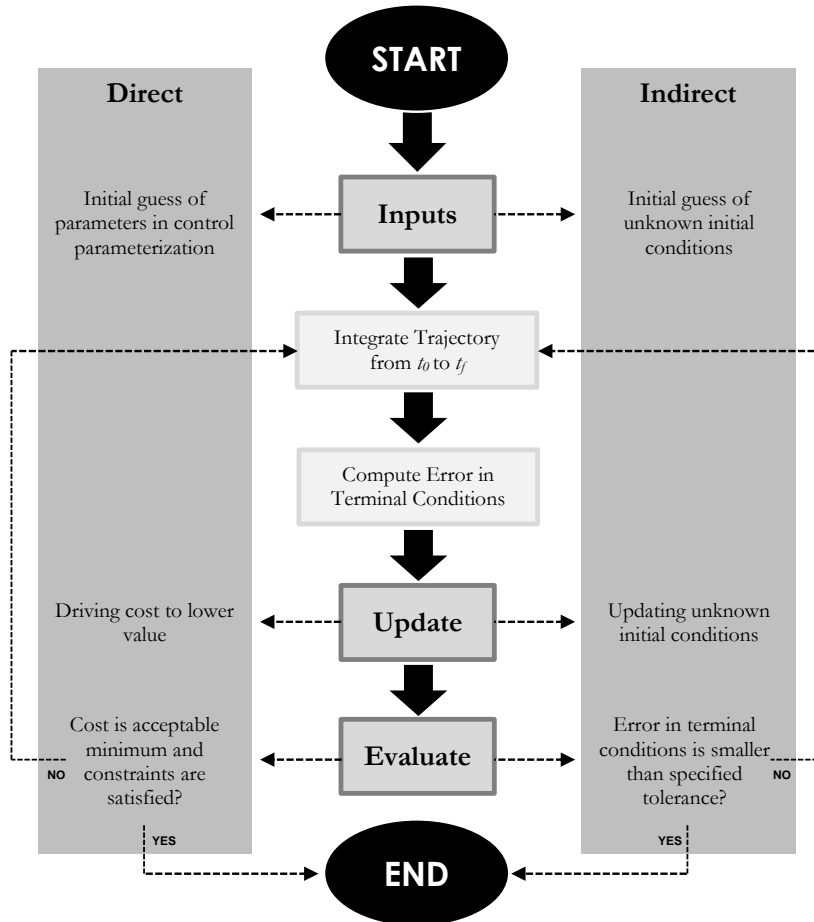 START
Direct
Indirect
Initial guess of
parameters in control
parameterization
Inputs
Initial guess of
unknown initial
conditions
Integrate Trajectory
from t0 to tf
Compute Error in
Terminal Conditions
Driving cost to lower
value
Update
Updating unknown
initial conditions
Cost is acceptable
minimum and
constraints are
satisfied?
NO
Evaluate
Error in terminal
conditions is smaller
than specified
tolerance?
NO
YES
YES
END